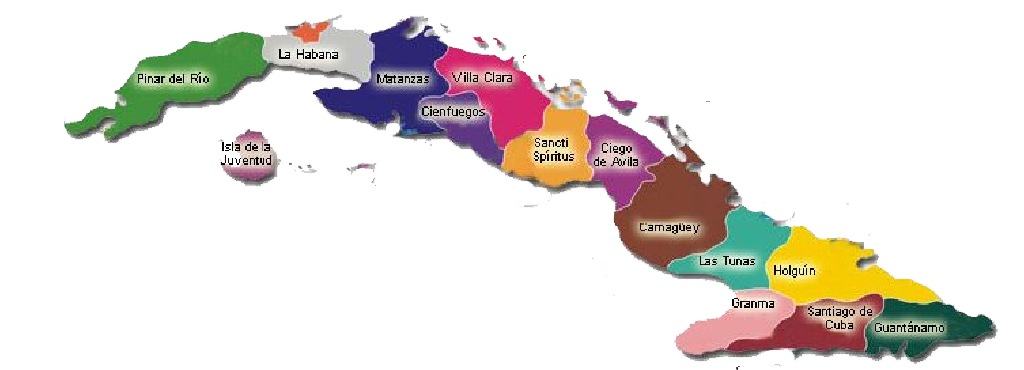 La Habana
Pinar del Río
Matanzas
Villa Clara
Cienfuegos
Isla de la
Juventud
Sancti
Spíritus
Ciego
de Avila
Camagüey
Las Tunas
Holguín
Granma
Santiago de
Cuba
Guantánamo